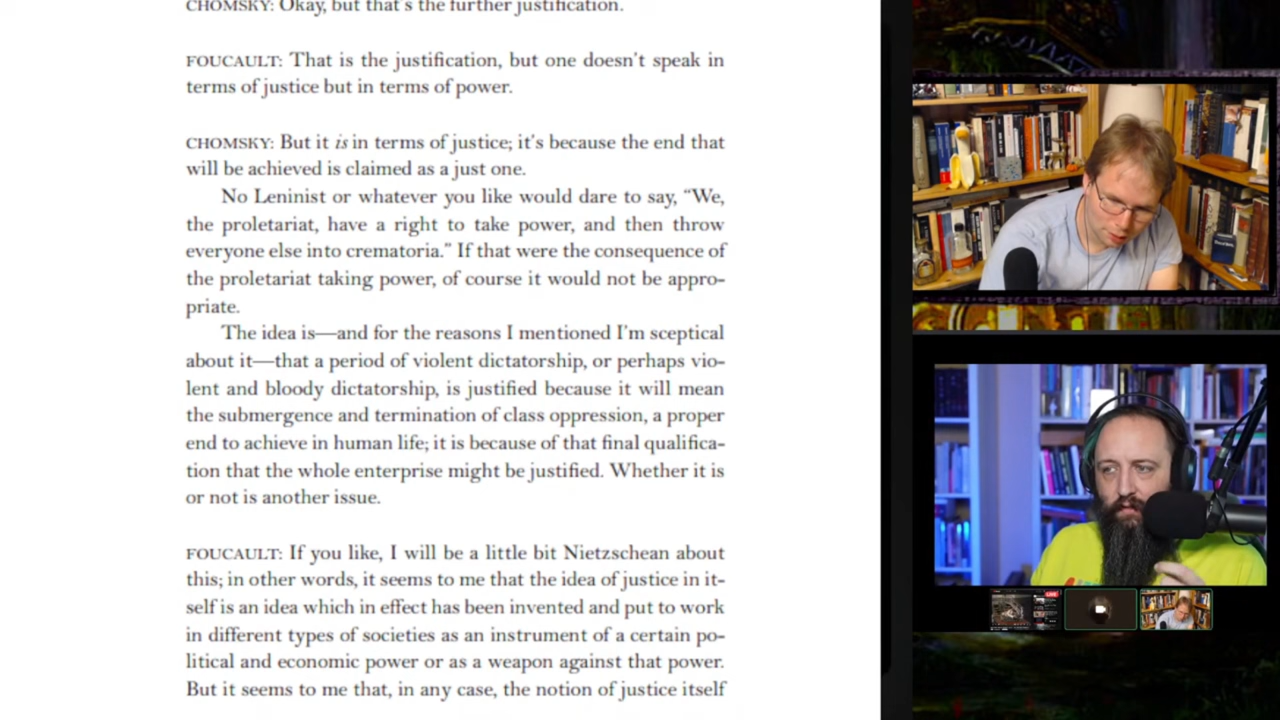 CHOMSKY: Okay, but that's the further justification.
FOUCAULT: That is the justification, but one doesn't speak in
terms of justice but in terms of power.
CHOMSKY: But it is in terms of justice; it's because the end that
will be achieved is claimed as a just one.
No Leninist or whatever you like would dare to say, “We,
the proletariat, have a right to take power, and then throw
everyone else into crematoria.” If that were the consequence of
the proletariat taking power, of course it would not be appro-
priate.
The idea is—and for the reasons I mentioned I'm sceptical
about it—that a period of violent dictatorship, or perhaps vio-
lent and bloody dictatorship, is justified because it will mean
the submergence and termination of class oppression, a proper
end to achieve in human life; it is because of that final qualifica-
tion that the whole enterprise might be justified. Whether it is
or not is another issue.
FOUCAULT: If you like, I will be a little bit Nietzschean about
this; in other words, it seems to me that the idea of justice in it-
self is an idea which in effect has been invented and put to work
in different types of societies as an instrument of a certain po-
litical and economic power or as a weapon against that power.
But it seems to me that, in any case, the notion of justice itself